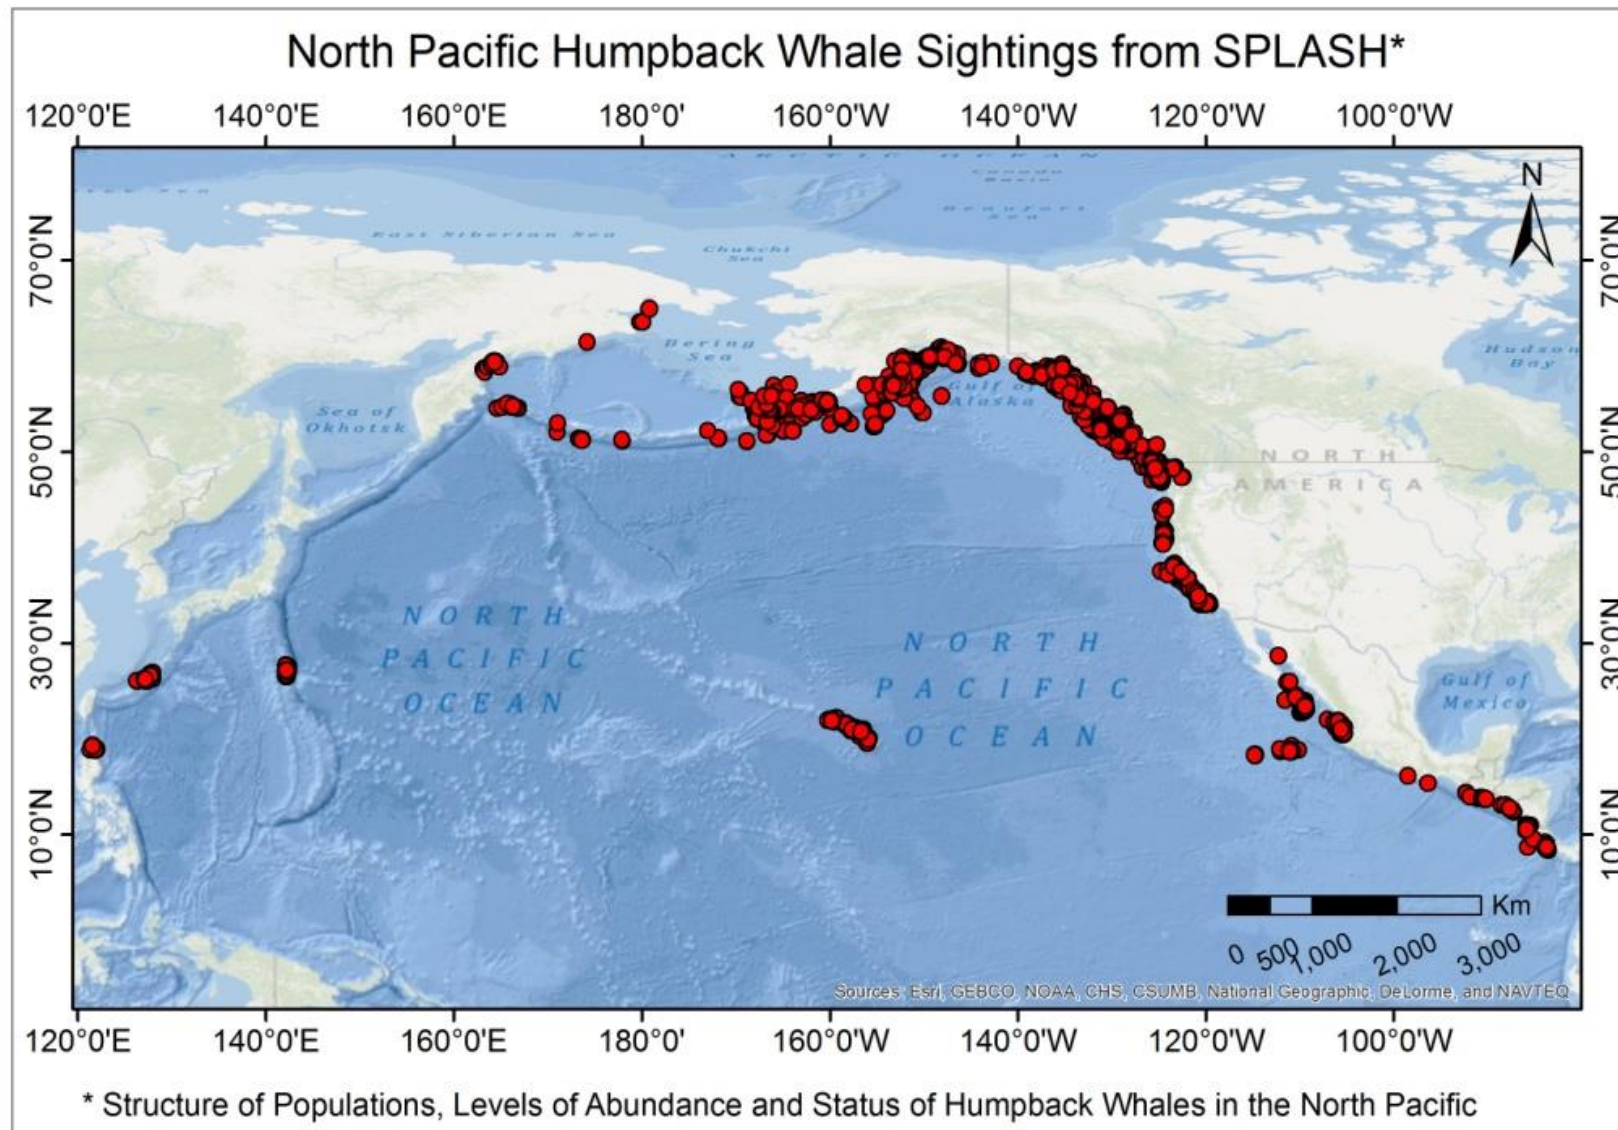 North Pacific Humpback Whale Sightings from SPLASH*
120°0'E 140°0'E 160°0'E 180°0' 160°0'W 140°0'W 120°0'W 100°0'W
N
ARCTIC OCEAN
Canada
Basin
Beaufort
Sea
East Siberian Sea
Chukchi
Sea
70°0'N 70°0'N
Bering
Sea
Hudson
Bay
Gulf of
Alaska
Sea of
Okhotsk
50°0'N 50°0'N
NORTH
AMERICA
30°0'N 30°0'N
NORTH
PACIFIC
OCEAN
NORTH
PACIFIC
OCEAN
Gulf of
Mexico
10°0'N 10°0'N
Km
0 500 1,000 2,000 3,000
Sources: Esri, GEBCO, NOAA, CHS, CSUMB, National Geographic, DeLorme, and NAVTEQ
120°0'E 140°0'E 160°0'E 180°0' 160°0'W 140°0'W 120°0'W 100°0'W
* Structure of Populations, Levels of Abundance and Status of Humpback Whales in the North Pacific